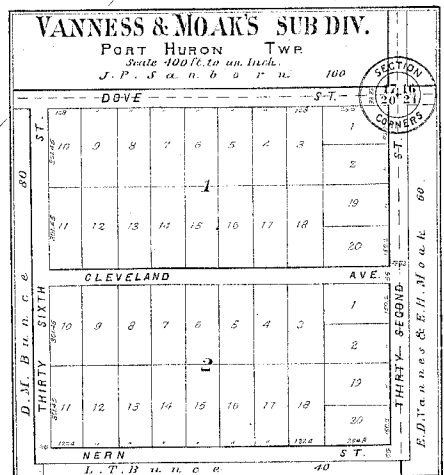 VANNESS & MOAK'S SUB DIV.
PORT HURON TWP.
Scale 400 ft. to an Inch.
J. P. Sanborn. 100
SECTION
17 16
20 21
CORNERS
DOVE ST.
THIRTY SIXTH ST.
80
D. M. Bunce
10 9 8 7 6 5 4 3 1
2
1
11 12 13 14 15 16 17 18 19
20
CLEVELAND AVE.
10 9 8 7 6 5 4 3 1
2
2
11 12 13 14 15 16 17 18 19
20
NERN ST.
L. T. Bunce 40
THIRTY SECOND ST.
60
E. D. Vanness & E. H. Moak